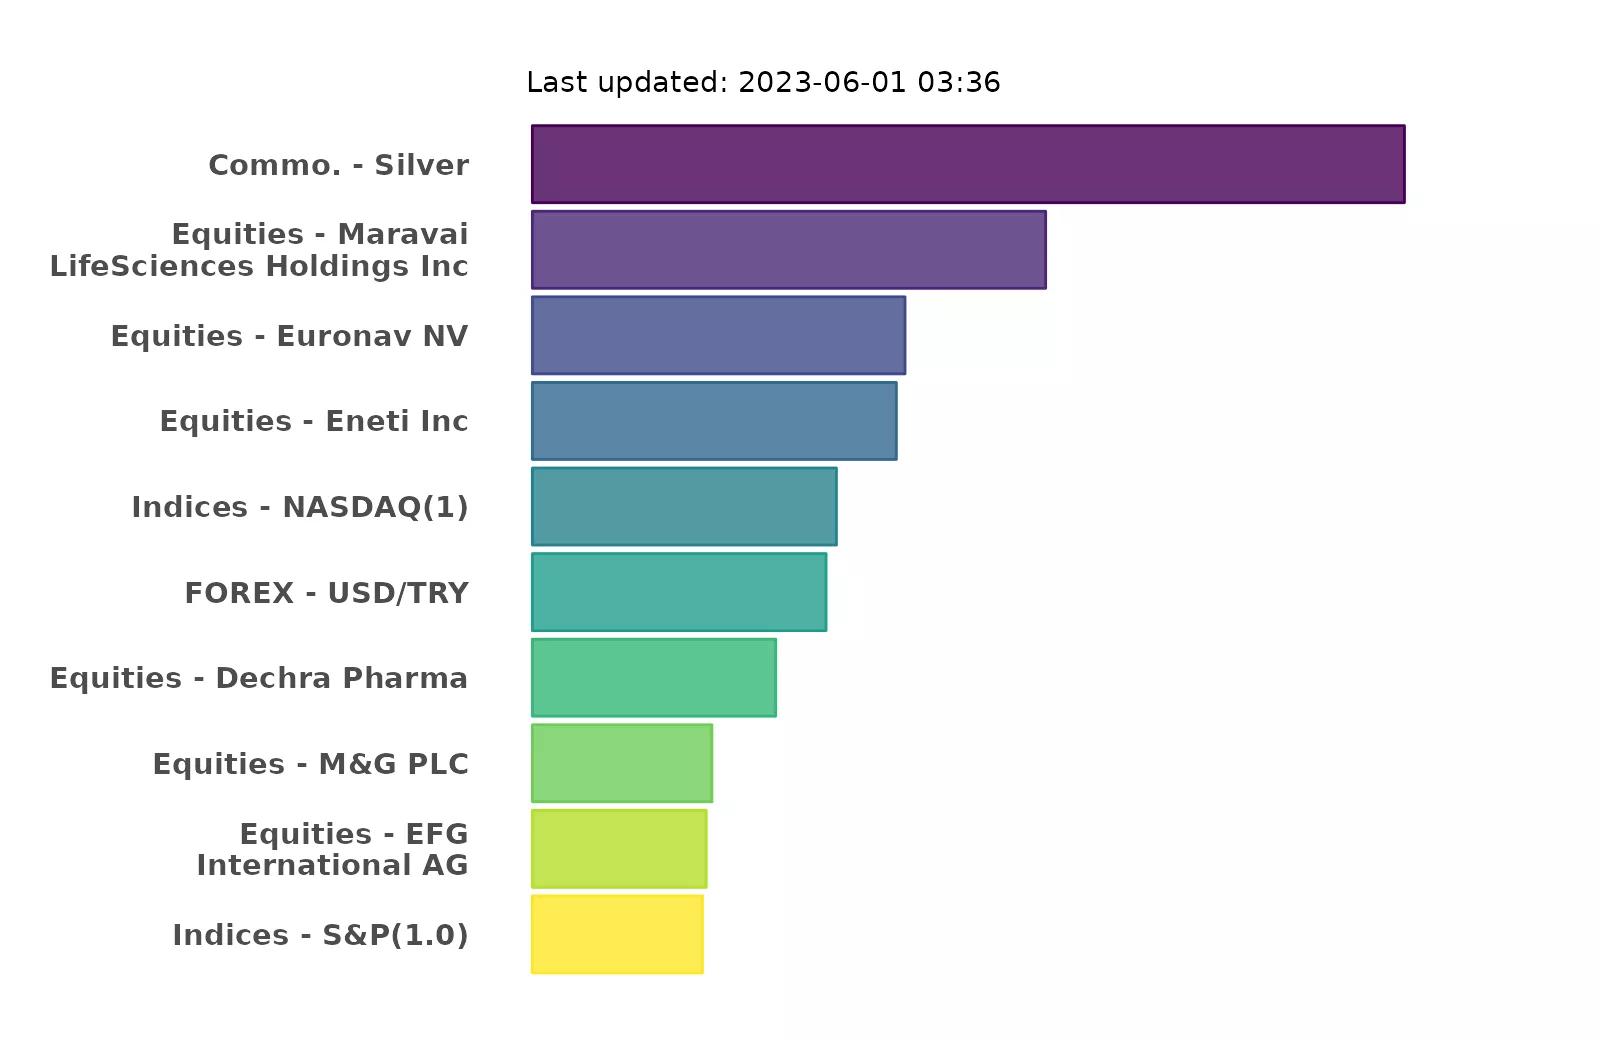 Last updated: 2023-06-01 03:36
Commo. - Silver
Equities - Maravai
LifeSciences Holdings Inc
Equities - Euronav NV
Equities - Eneti Inc
Indices - NASDAQ(1)
FOREX - USD/TRY
Equities - Dechra Pharma
Equities - M&G PLC
Equities - EFG
International AG
Indices - S&P(1.0)